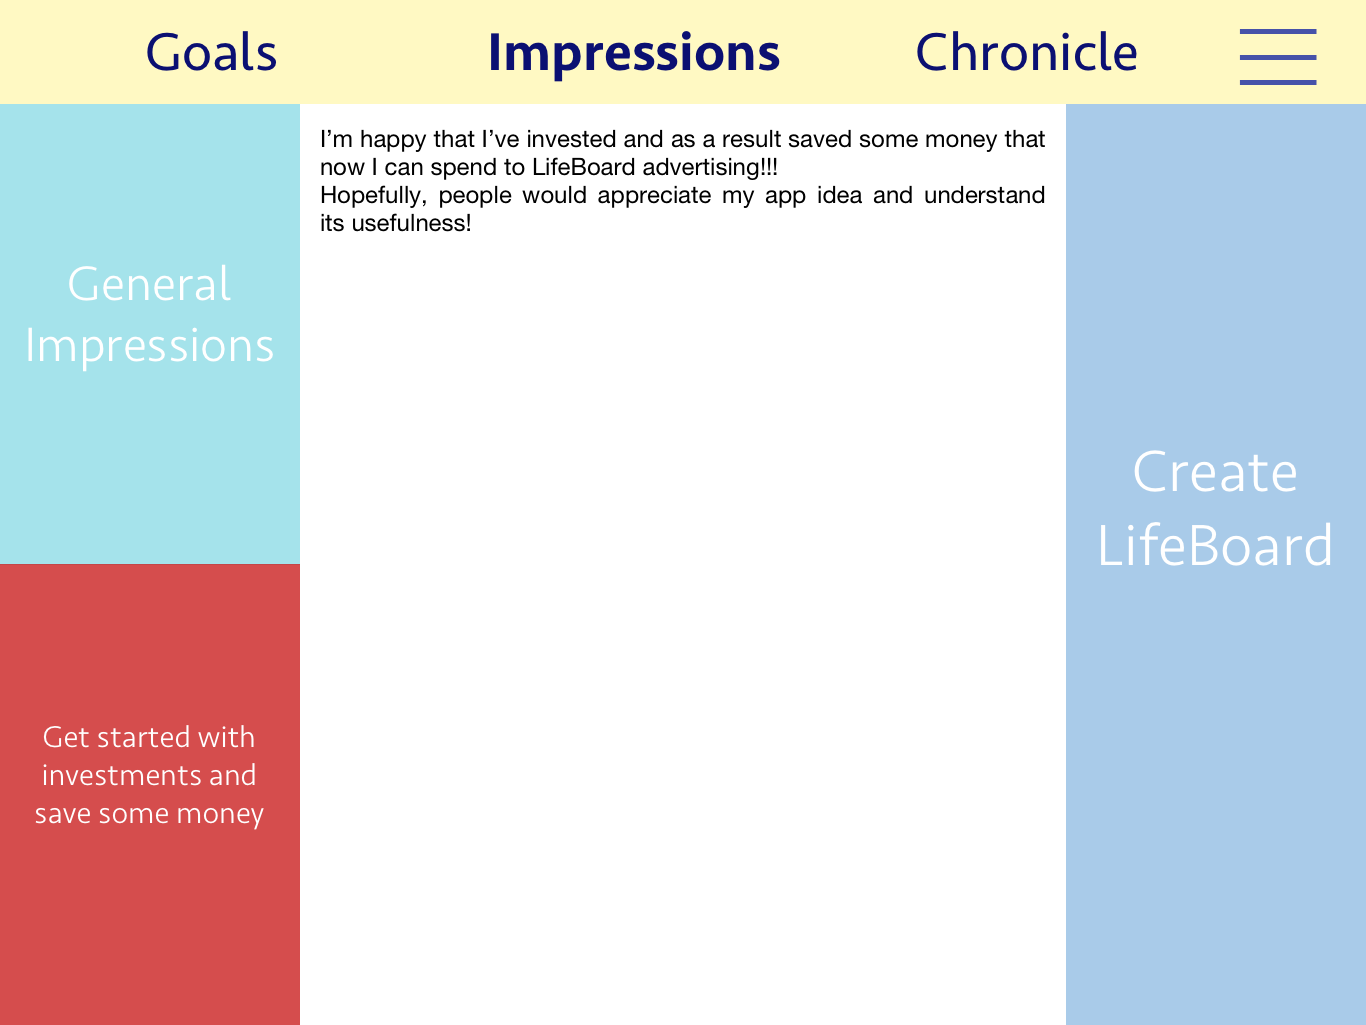 Goals
Impressions
Chronicle
General
Impressions
Get started with
investments and
save some money
I’m happy that I’ve invested and as a result saved some money that
now I can spend to LifeBoard advertising!!!
Hopefully, people would appreciate my app idea and understand
its usefulness!
Create
LifeBoard